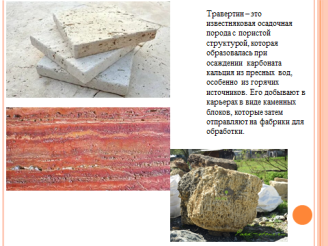 Травертин – это
известняковая осадочная
порода с пористой
структурой, которая
образовалась при
осаждении карбоната
кальция из пресных вод,
особенно из горячих
источников. Его добывают в
карьерах в виде каменных
блоков, которые затем
отправляют на фабрики для
обработки.